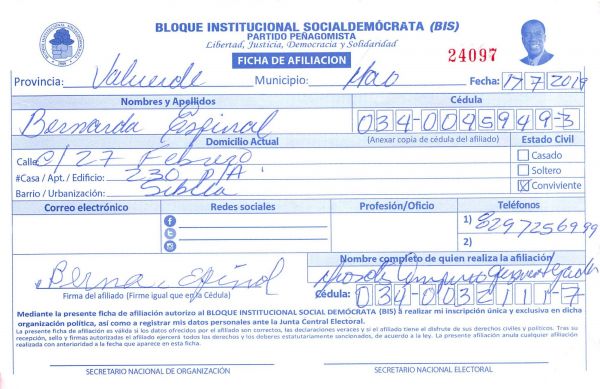 BLOQUE INSTITUCIONAL SOCIALDEMÓCRATA (BIS)
PARTIDO PEÑAGOMISTA
Libertad, Justicia, Democracia y Solidaridad
FICHA DE AFILIACION
24097
Provincia: Valverde Municipio: Mao Fecha: 17 7 2019
Nombres y Apellidos Cédula
Bernarda Espinal 034-0045949-3
Domicilio Actual (Anexar copia de cédula del afiliado) Estado Civil
Calle C/ 27 Febrero Casado
#Casa / Apt. / Edificio: 230 P/A Soltero
Barrio / Urbanización: Sibila Conviviente
Correo electrónico Redes sociales Profesión/Oficio Teléfonos
1) 8297256999
2)
Nombre completo de quien realiza la afiliación
Berna Espinal
Firma del afiliado (Firme igual que en la Cédula) Cédula: 034-0032111-7
Mediante la presente ficha de afiliación autorizo al BLOQUE INSTITUCIONAL SOCIAL DEMÓCRATA (BIS) a realizar mi inscripción única y exclusiva en dicha
organización política, así como a registrar mis datos personales ante la Junta Central Electoral.
La presente ficha de afiliación es válida si los datos ofrecidos por el afiliado son correctos, las declaraciones veraces y si el afiliado tiene el disfrute de sus derechos civiles y políticos. Tras su
recepción, sello y firmas autorizadas el afiliado ejercerá todos los derechos y los deberes estatutariamente sancionados, de acuerdo a la ley. La presente afiliación anula cualquier afiliación
realizada con anterioridad a la fecha que aparece en esta ficha.
SECRETARIO NACIONAL DE ORGANIZACIÓN SECRETARIO NACIONAL ELECTORAL